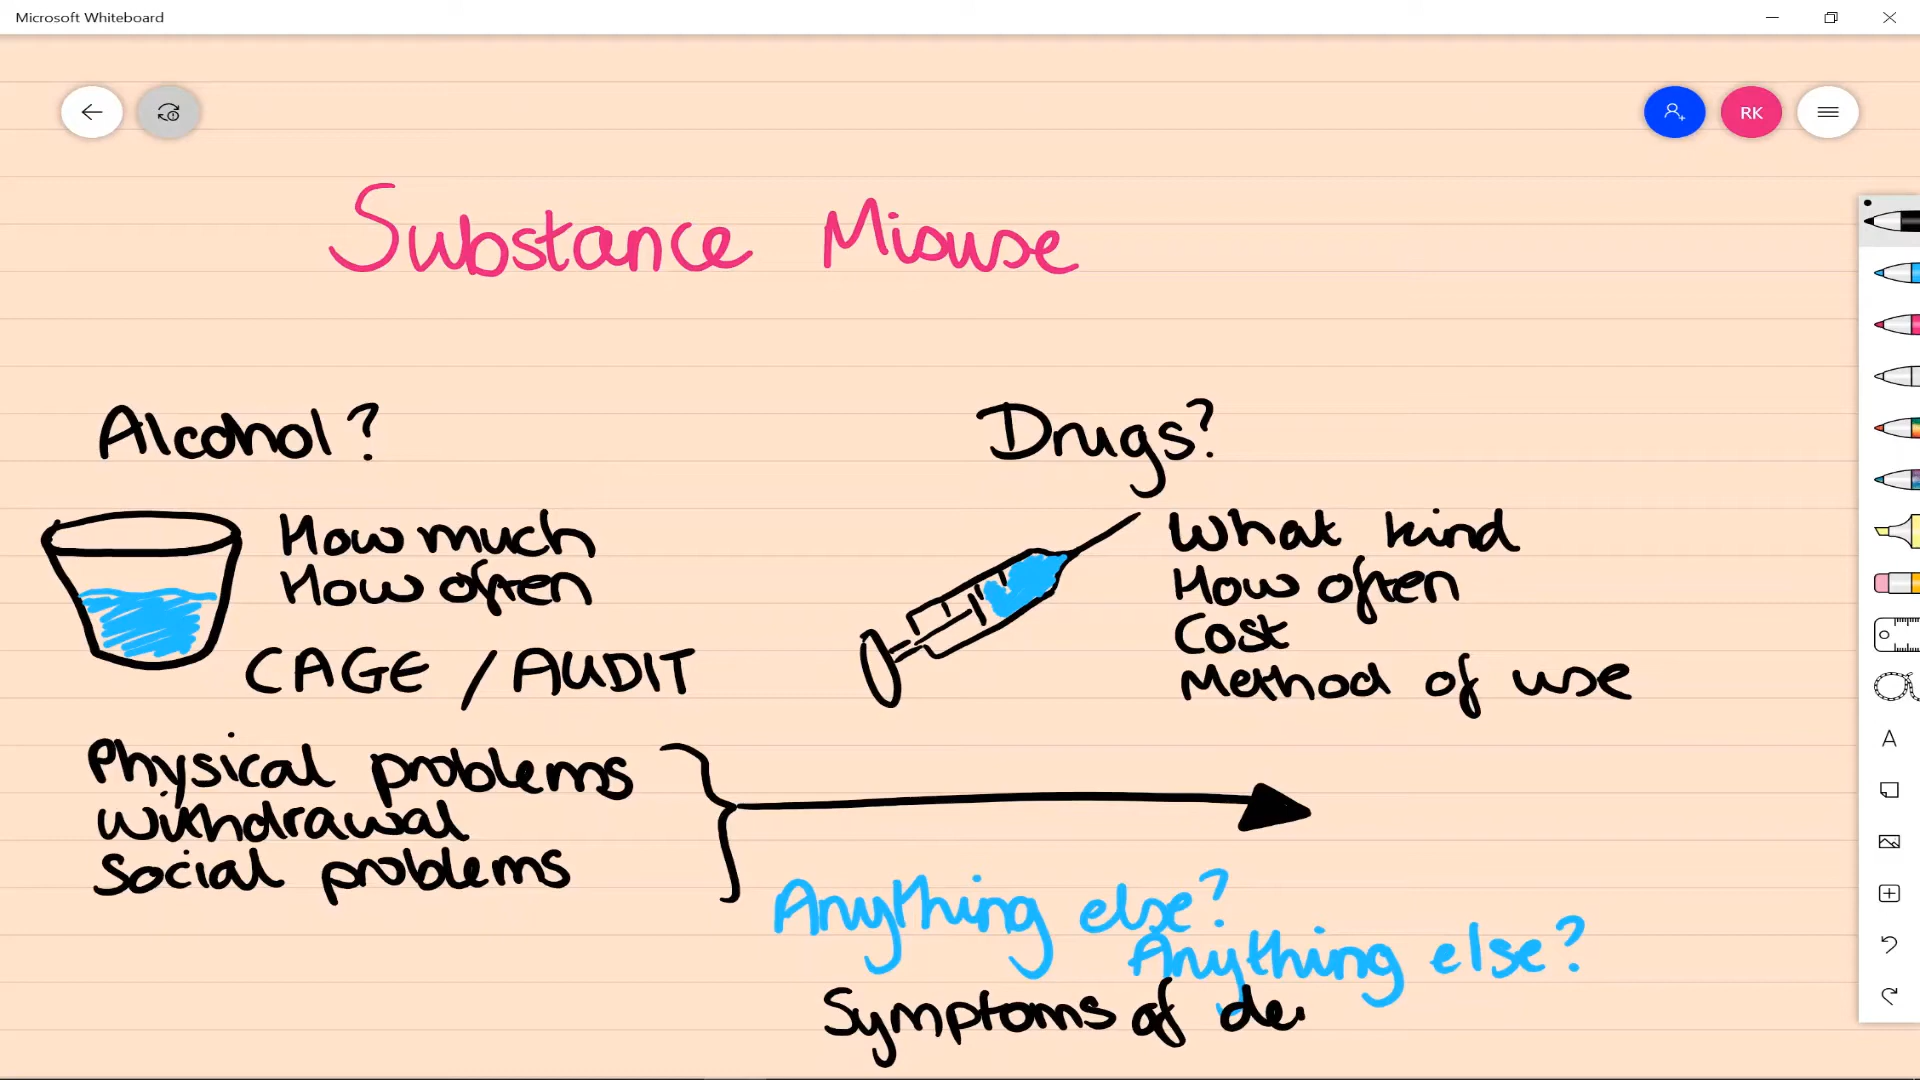 Microsoft Whiteboard
RK
Substance Misuse
Alcohol?
How much
How often
CAGE / AUDIT
Physical problems
Withdrawal
Social problems
Drugs?
What kind
How often
Cost
Method of use
Anything else?
Anything else?
Symptoms of de
A